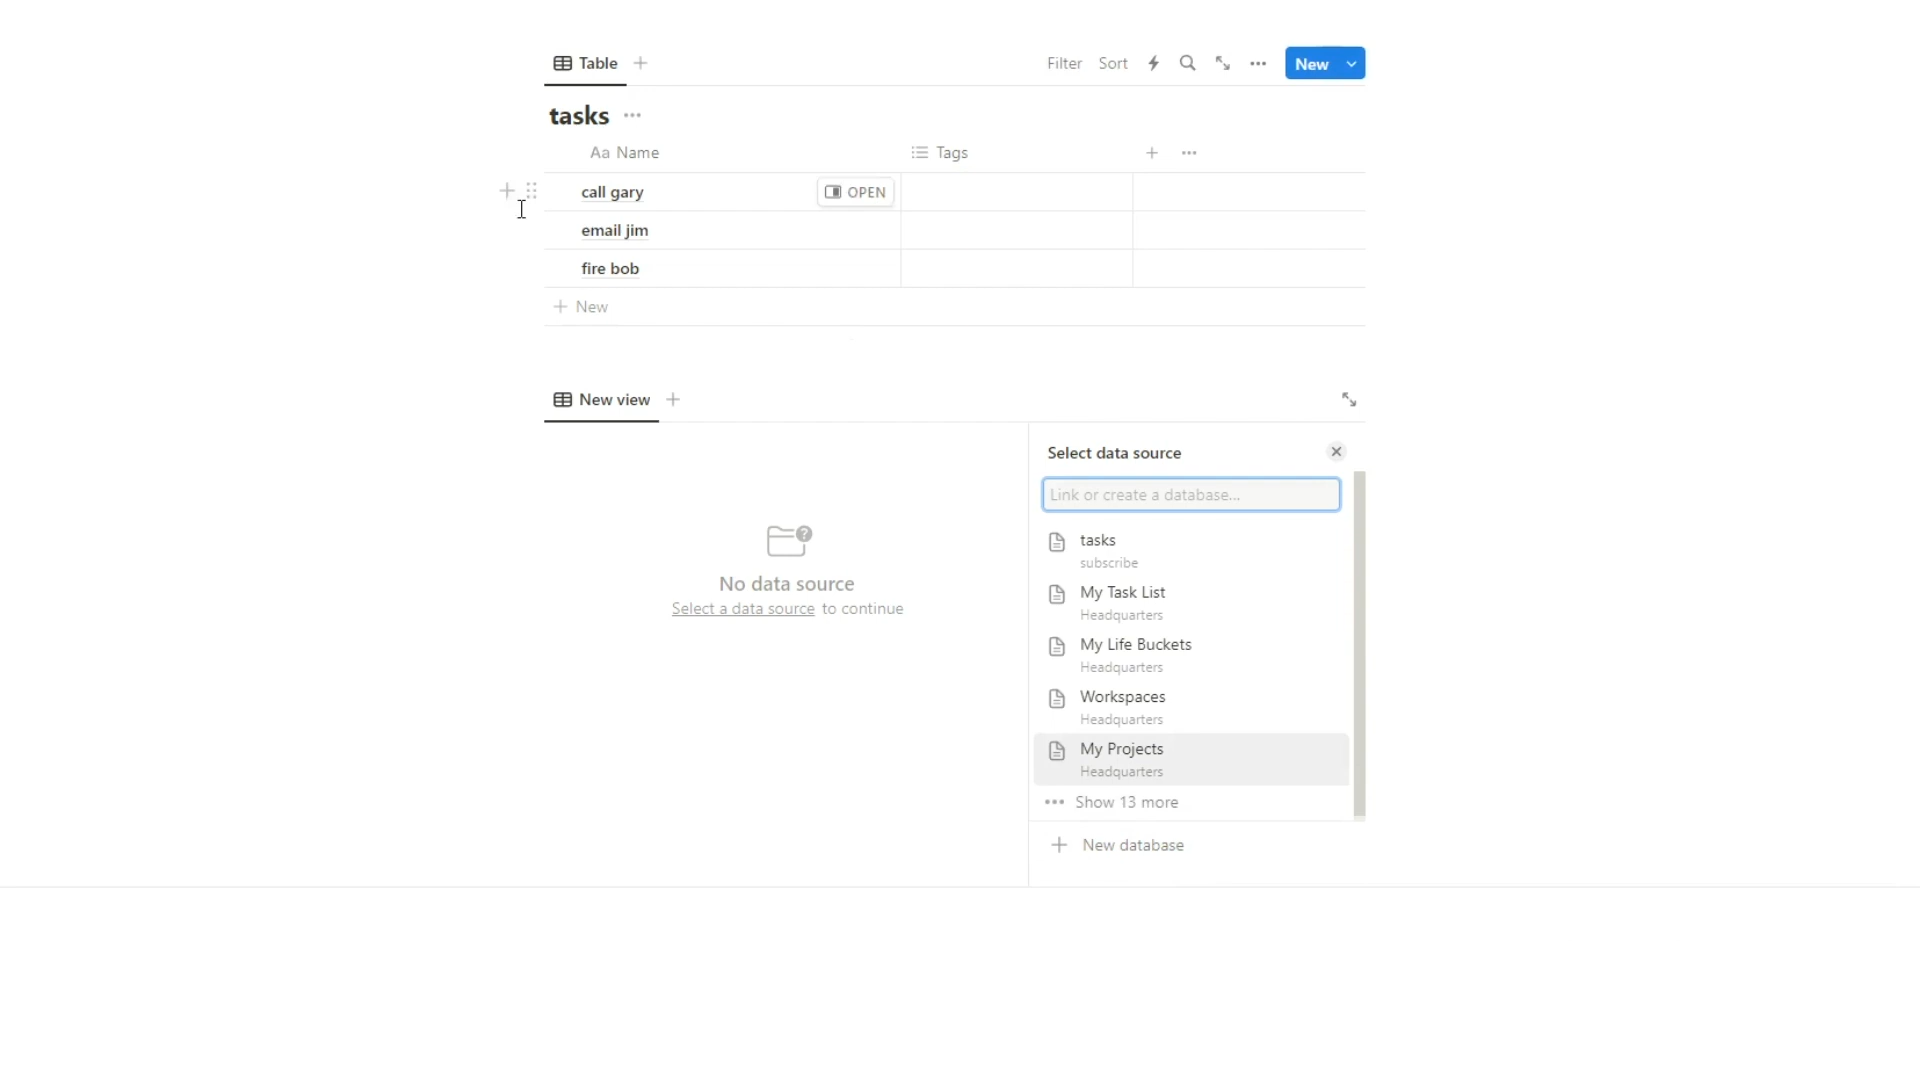 Table
Filter Sort New
tasks
Aa Name Tags
call gary OPEN
email jim
fire bob
New
New view
Select data source
Link or create a database...
No data source
Select a data source to continue
tasks
subscribe
My Task List
Headquarters
My Life Buckets
Headquarters
Workspaces
Headquarters
My Projects
Headquarters
Show 13 more
New database